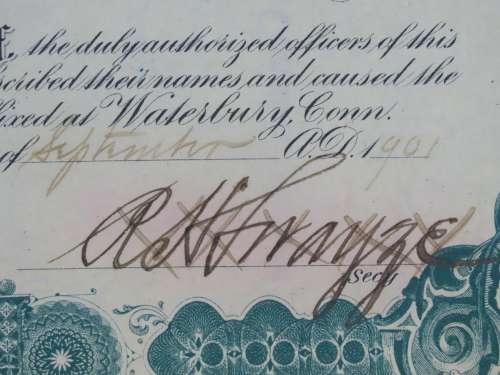 f, the duly authorized officers of this
scribed their names and caused the
fixed at Waterbury, Conn.
of September A.D. 1901
R H Swayze
Secy